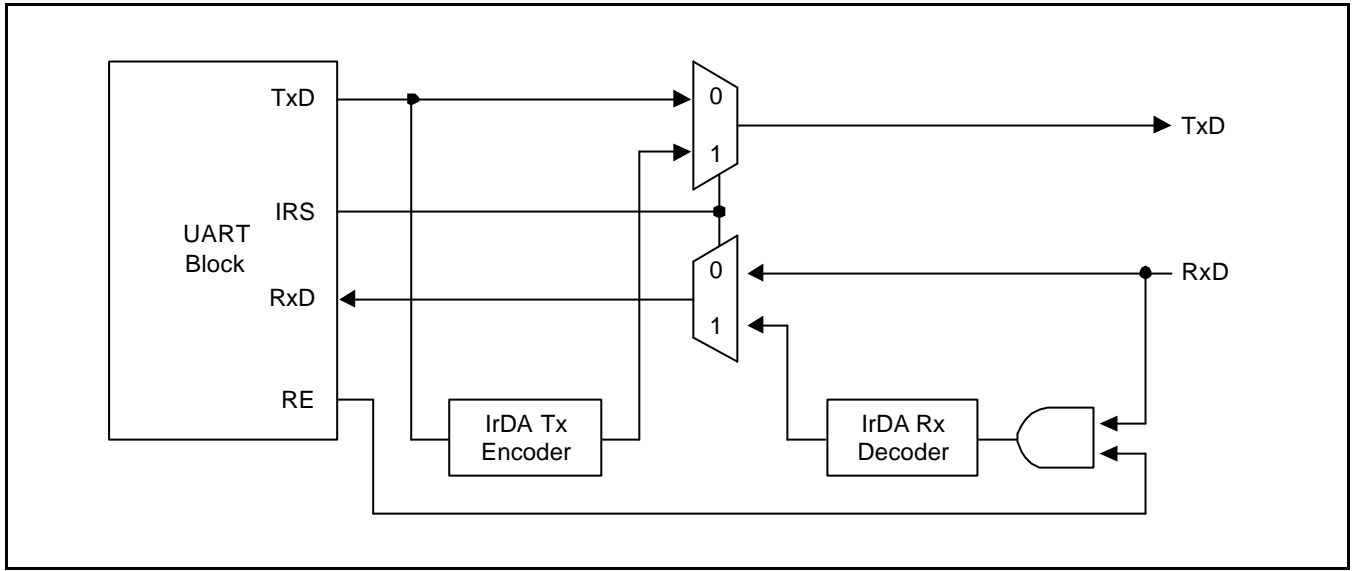 TxD
0
TxD
1
IRS
UART
Block
0
RxD
RxD
1
RE
IrDA Tx
Encoder
IrDA Rx
Decoder